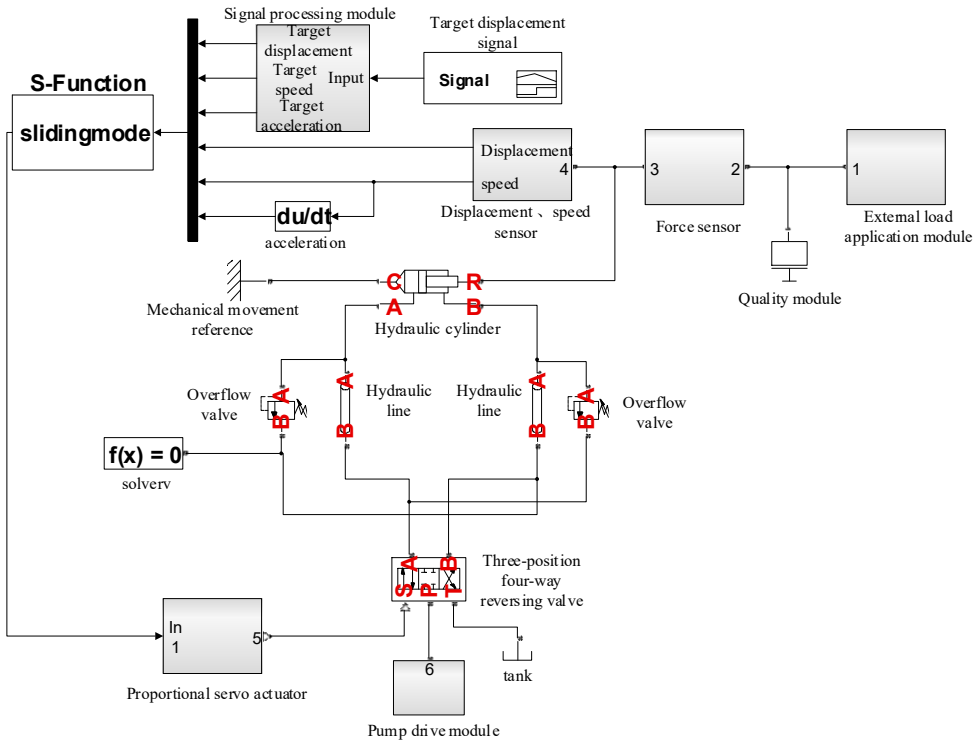 Signal processing module
Target displacement
signal
Target
displacement
Target
speed
Input
Target
acceleration
Signal
S-Function
slidingmode
Displacement
speed
4
Displacement 、speed
sensor
3
2
Force sensor
1
External load
application module
du/dt
acceleration
Quality module
Mechanical movement
reference
C
R
A
B
Hydraulic cylinder
Overflow
valve
A
B
A
B
Hydraulic
line
Hydraulic
line
A
B
A
B
Overflow
valve
f(x) = 0
solverv
A
B
S
P
T
Three-position
four-way
reversing valve
In
1
5
Proportional servo actuator
6
Pump drive module
tank